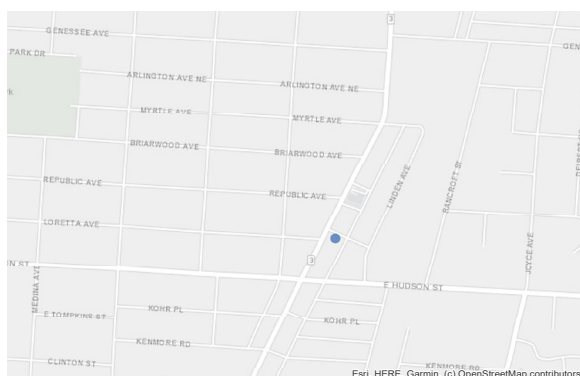 3
GENESSEE AVE
GEN
PARK DR
ARLINGTON AVE NE
ARLINGTON AVE NE
rk
MYRTLE AVE
MYRTLE AVE
BRIARWOOD AVE
BRIARWOOD AVE
REPUBLIC AVE
REPUBLIC AVE
LINDEN AVE
BANCROFT ST
LORETTA AVE
JOYCE AVE
3
N ST
MEDINA AVE
E HUDSON ST
KOHR PL
E TOMPKINS ST
KOHR PL
KENMORE RD
CLINTON ST
KENMORE RD
Esri, HERE, Garmin, (c) OpenStreetMap contributors